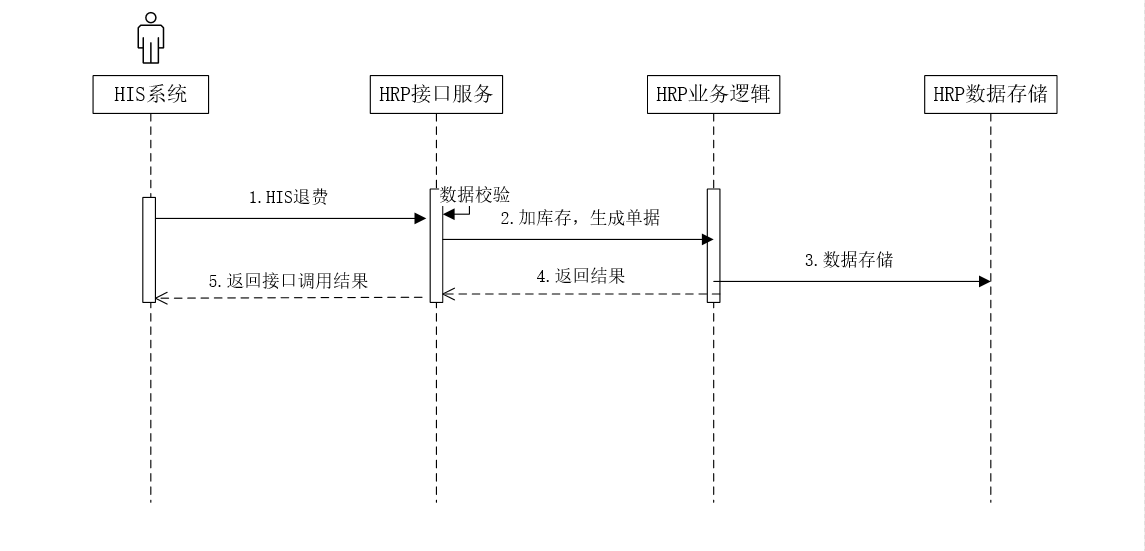 HIS系统
HRP接口服务
HRP业务逻辑
HRP数据存储
数据校验
1.HIS退费
2.加库存，生成单据
3.数据存储
4.返回结果
5.返回接口调用结果